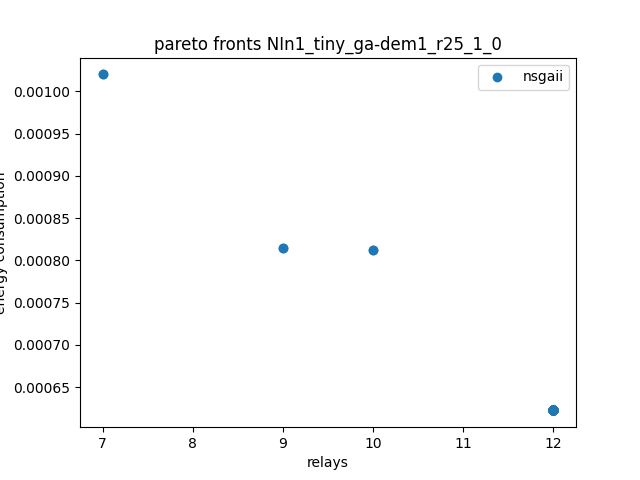 pareto fronts NIn1_tiny_ga-dem1_r25_1_0
nsgaii
0.00100
0.00095
0.00090
0.00085
0.00080
0.00075
0.00070
0.00065
energy consumption
7 8 9 10 11 12
relays